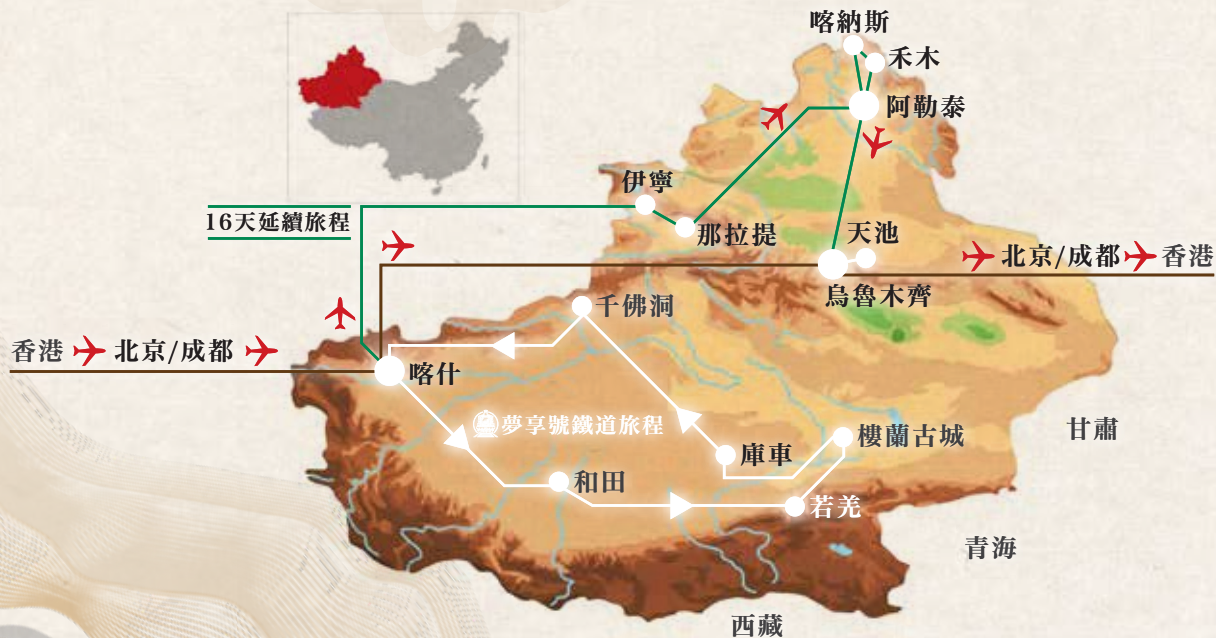 喀納斯
禾木
阿勒泰
伊寧
16天延續旅程
那拉提
天池
北京/成都
香港
烏魯木齊
千佛洞
香港
北京/成都
喀什
夢享號鐵道旅程
甘肅
樓蘭古城
庫車
和田
若羌
青海
西藏